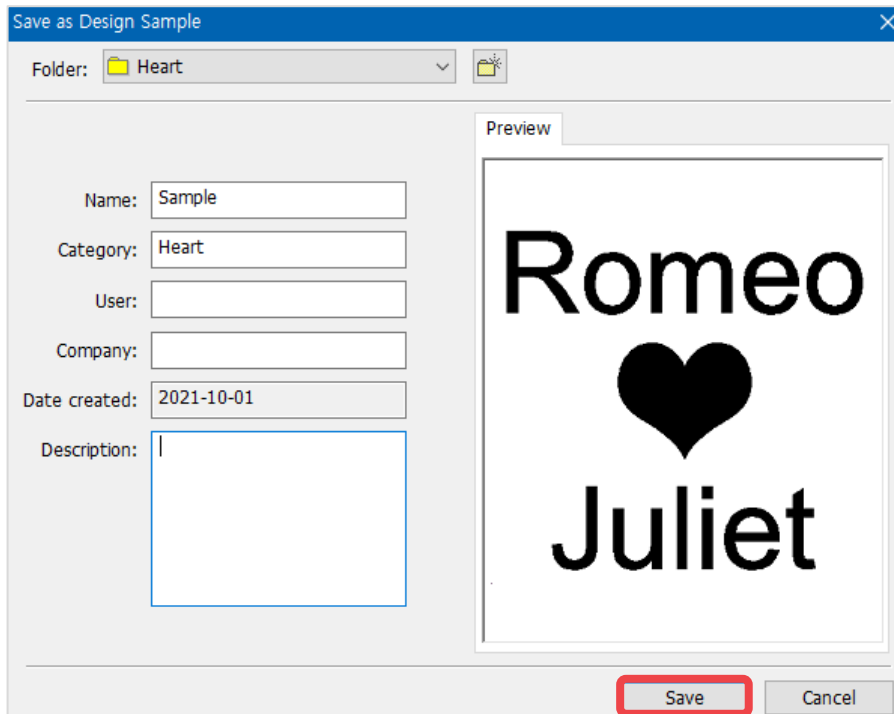 Save as Design Sample
Folder: Heart
Preview
Name: Sample
Category: Heart
User:
Company:
Date created: 2021-10-01
Description:
Romeo
Juliet
Save Cancel